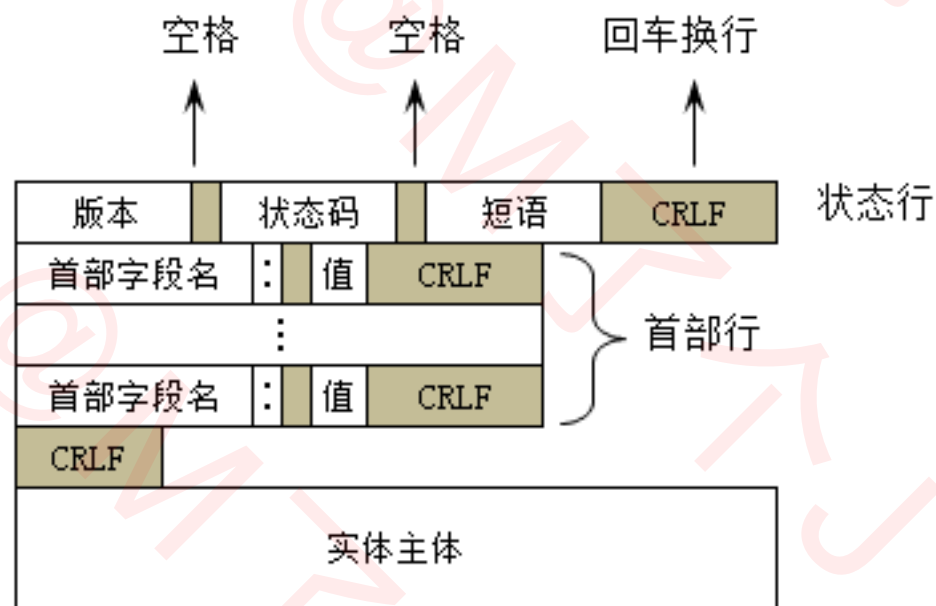 空格 空格 回车换行
版本 状态码 短语 CRLF 状态行
首部字段名 : 值 CRLF
⋮ 首部行
首部字段名 : 值 CRLF
CRLF
实体主体